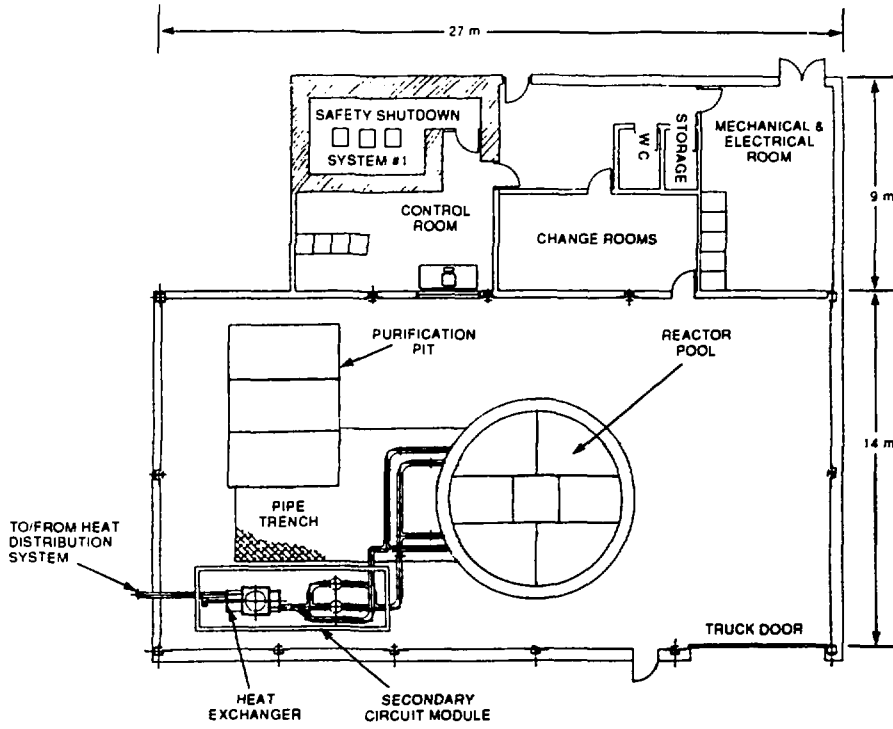 27 m
SAFETY SHUTDOWN
SYSTEM #1
WC
STORAGE
MECHANICAL &
ELECTRICAL
ROOM
9 m
CONTROL
ROOM
CHANGE ROOMS
PURIFICATION
PIT
REACTOR
POOL
14 m
PIPE
TRENCH
TO/FROM HEAT
DISTRIBUTION
SYSTEM
TRUCK DOOR
HEAT
EXCHANGER
SECONDARY
CIRCUIT MODULE